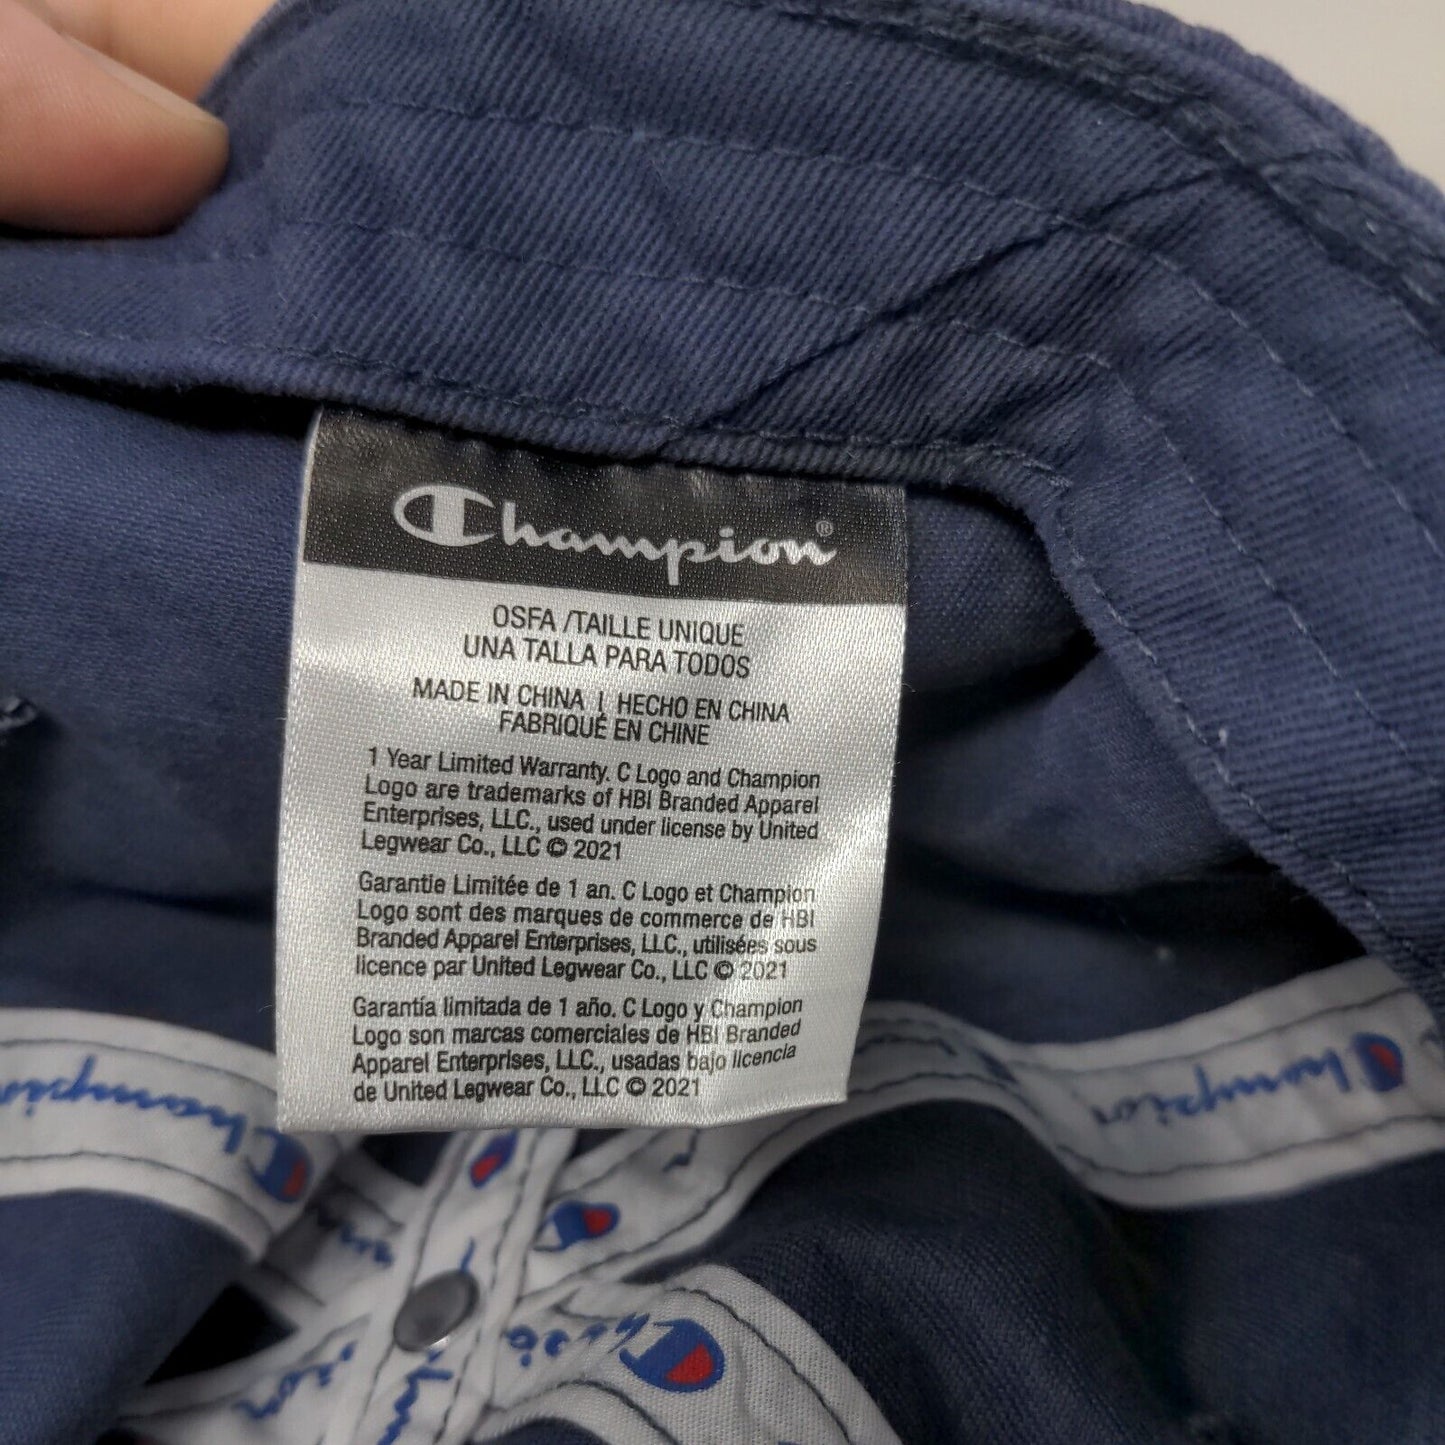 Champion®
OSFA /TAILLE UNIQUE
UNA TALLA PARA TODOS
MADE IN CHINA | HECHO EN CHINA
FABRIQUÉ EN CHINE
1 Year Limited Warranty. C Logo and Champion
Logo are trademarks of HBI Branded Apparel
Enterprises, LLC., used under license by United
Legwear Co., LLC © 2021
Garantie Limitée de 1 an. C Logo et Champion
Logo sont des marques de commerce de HBI
Branded Apparel Enterprises, LLC., utilisées sous
licence par United Legwear Co., LLC © 2021
Garantía limitada de 1 año. C Logo y Champion
Logo son marcas comerciales de HBI Branded
Apparel Enterprises, LLC., usadas bajo licencia
de United Legwear Co., LLC © 2021
Champion
Champion